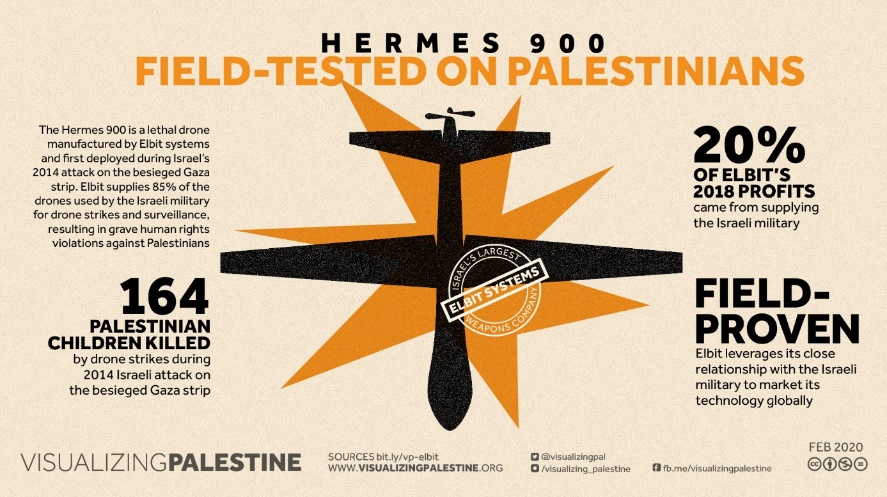 HERMES 900
FIELD-TESTED ON PALESTINIANS
The Hermes 900 is a lethal drone
manufactured by Elbit systems
and first deployed during Israel's
2014 attack on the besieged Gaza
strip. Elbit supplies 85% of the
drones used by the Israeli military
for drone strikes and surveillance,
resulting in grave human rights
violations against Palestinians
164
PALESTINIAN
CHILDREN KILLED
by drone strikes during
2014 Israeli attack on
the besieged Gaza strip
ISRAEL'S LARGEST
ELBIT SYSTEMS
WEAPONS COMPANY
20%
OF ELBIT'S
2018 PROFITS
came from supplying
the Israeli military
FIELD-
PROVEN
Elbit leverages its close
relationship with the Israeli
military to market its
technology globally
VISUALIZINGPALESTINE
SOURCES bit.ly/vp-elbit
WWW.VISUALIZINGPALESTINE.ORG
@visualizingpal
/visualizing_palestine
fb.me/visualizingpalestine
FEB 2020